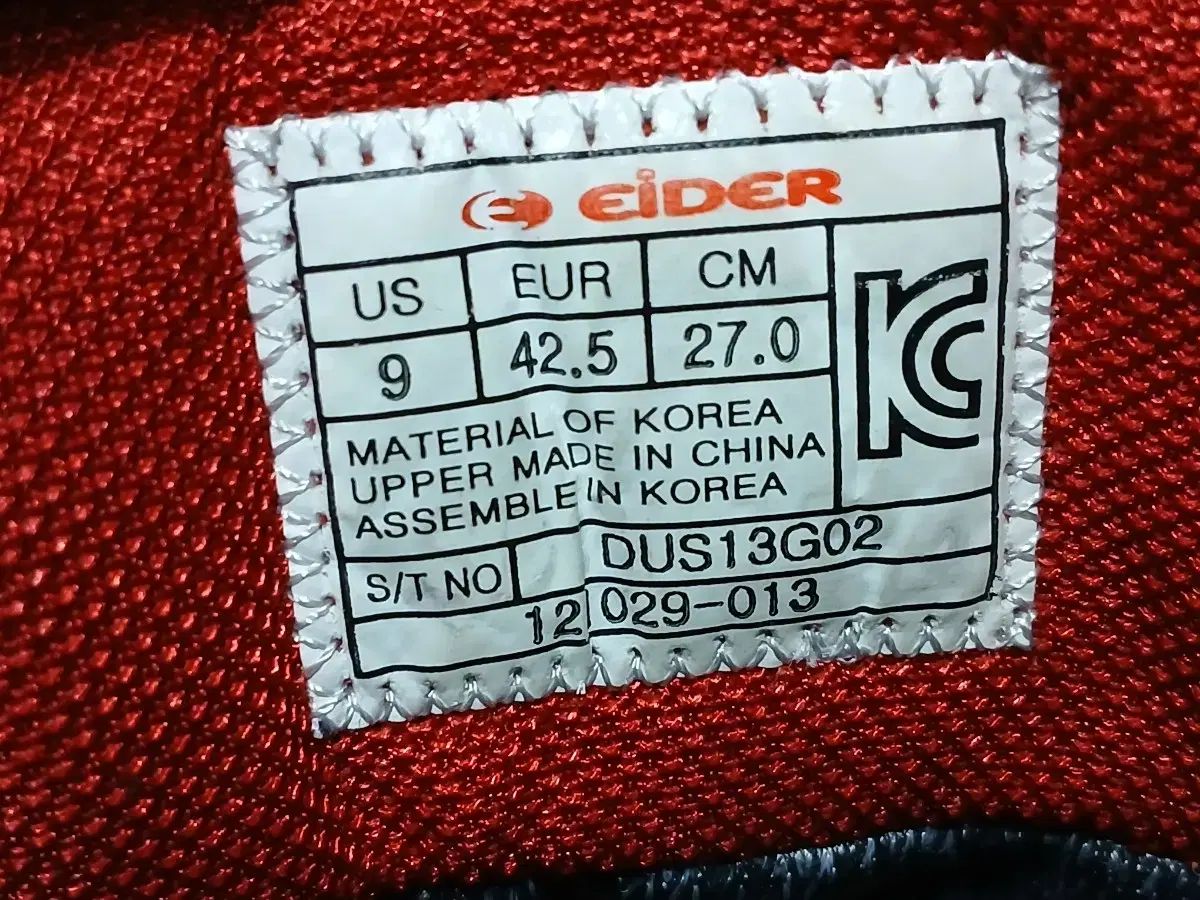 EiDER
US EUR CM
9 42.5 27.0
MATERIAL OF KOREA
UPPER MADE IN CHINA
ASSEMBLE IN KOREA
KC
S/T NO DUS13G02
12 029-013